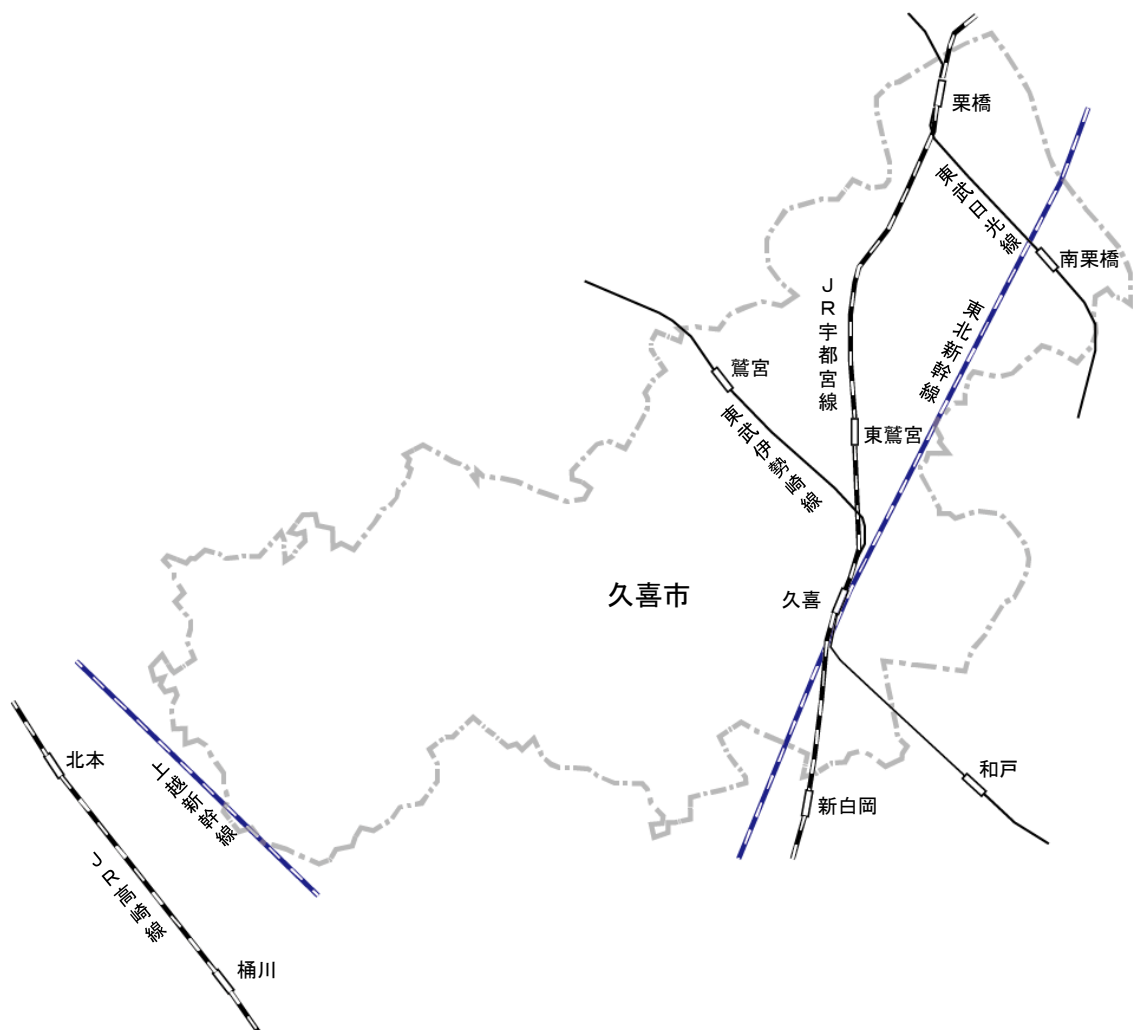 栗橋
東武日光線
南栗橋
JR宇都宮線
東北新幹線
鷲宮
東武伊勢崎線
東鷲宮
久喜市
久喜
北本
上越新幹線
和戸
新白岡
JR高崎線
桶川